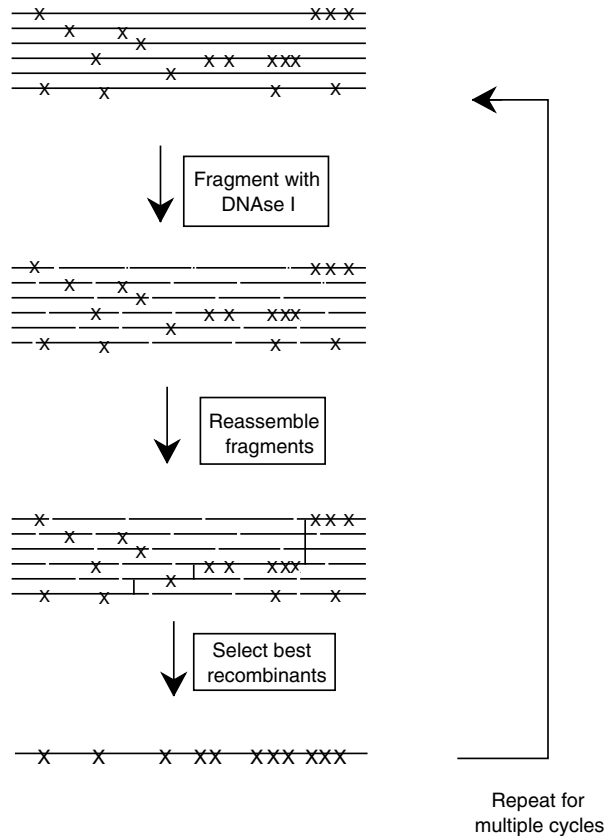 X X X X
X X
X
X X X X X X
X
X X X X
Fragment with
DNAse I
X X X X
X X
X
X X X X X X
X
X X X X
Reassemble
fragments
X X X X
X X
X
X X X X X X
X
X X X X
Select best
recombinants
X X X X X X X X X X X
Repeat for
multiple cycles